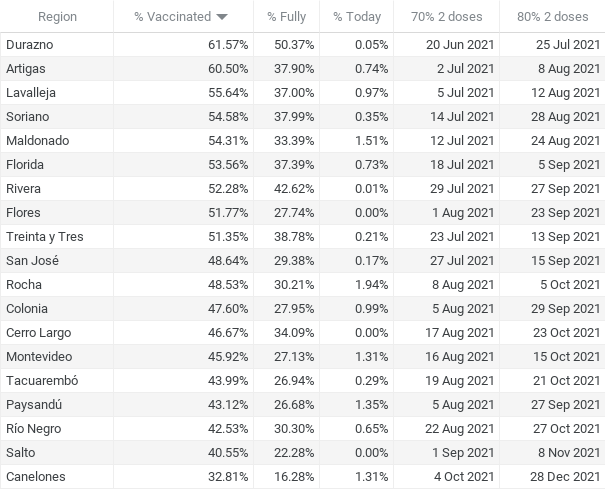 Region % Vaccinated % Fully % Today 70% 2 doses 80% 2 doses
Durazno 61.57% 50.37% 0.05% 20 Jun 2021 25 Jul 2021
Artigas 60.50% 37.90% 0.74% 2 Jul 2021 8 Aug 2021
Lavalleja 55.64% 37.00% 0.97% 5 Jul 2021 12 Aug 2021
Soriano 54.58% 37.99% 0.35% 14 Jul 2021 28 Aug 2021
Maldonado 54.31% 33.39% 1.51% 12 Jul 2021 24 Aug 2021
Florida 53.56% 37.39% 0.73% 18 Jul 2021 5 Sep 2021
Rivera 52.28% 42.62% 0.01% 29 Jul 2021 27 Sep 2021
Flores 51.77% 27.74% 0.00% 1 Aug 2021 23 Sep 2021
Treinta y Tres 51.35% 38.78% 0.21% 23 Jul 2021 13 Sep 2021
San José 48.64% 29.38% 0.17% 27 Jul 2021 15 Sep 2021
Rocha 48.53% 30.21% 1.94% 8 Aug 2021 5 Oct 2021
Colonia 47.60% 27.95% 0.99% 5 Aug 2021 29 Sep 2021
Cerro Largo 46.67% 34.09% 0.00% 17 Aug 2021 23 Oct 2021
Montevideo 45.92% 27.13% 1.31% 16 Aug 2021 15 Oct 2021
Tacuarembó 43.99% 26.94% 0.29% 19 Aug 2021 21 Oct 2021
Paysandú 43.12% 26.68% 1.35% 5 Aug 2021 27 Sep 2021
Río Negro 42.53% 30.30% 0.65% 22 Aug 2021 27 Oct 2021
Salto 40.55% 22.28% 0.00% 1 Sep 2021 8 Nov 2021
Canelones 32.81% 16.28% 1.31% 4 Oct 2021 28 Dec 2021